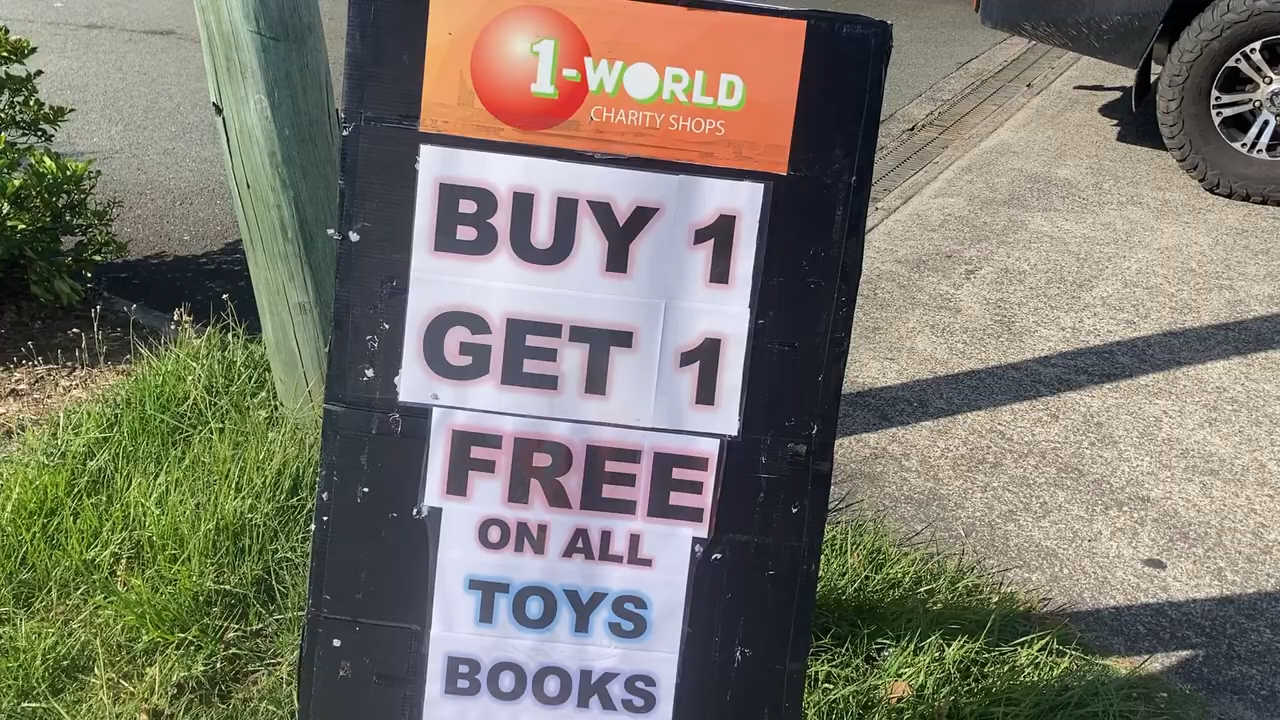 1-WORLD
CHARITY SHOPS
BUY 1
GET 1
FREE
ON ALL
TOYS
BOOKS